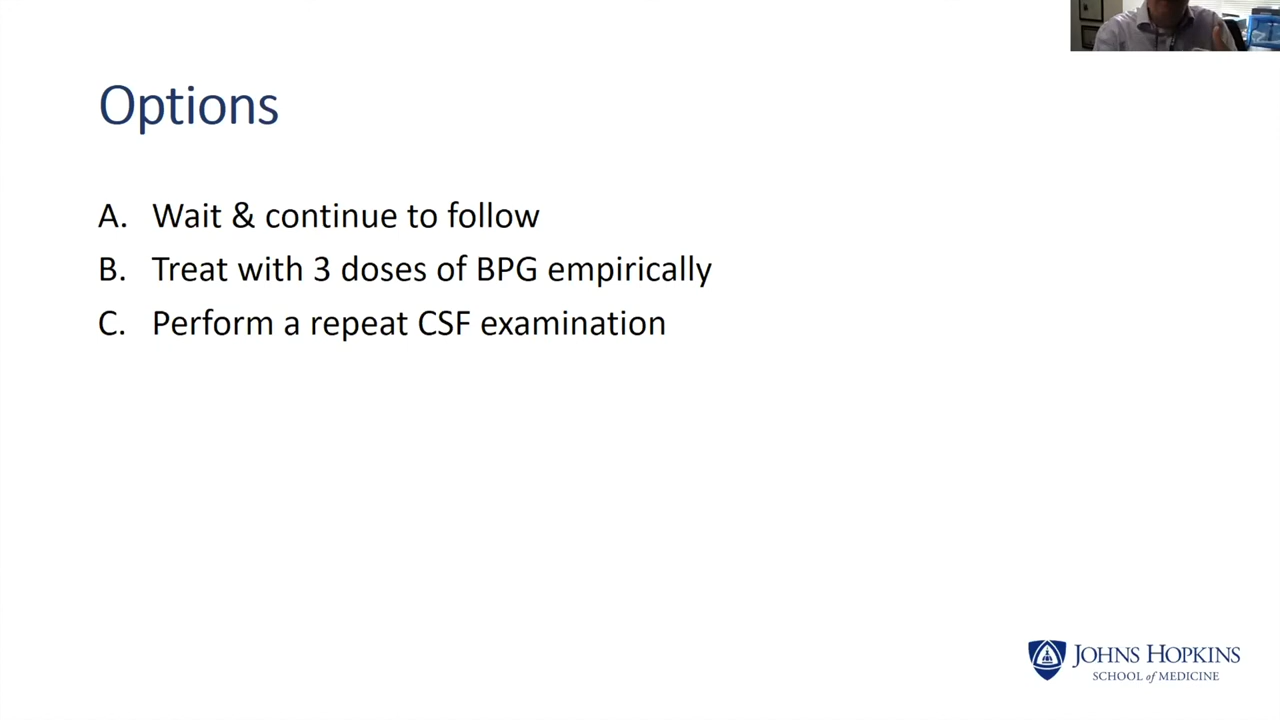 Options
A. Wait & continue to follow
B. Treat with 3 doses of BPG empirically
C. Perform a repeat CSF examination
JOHNS HOPKINS
SCHOOL of MEDICINE